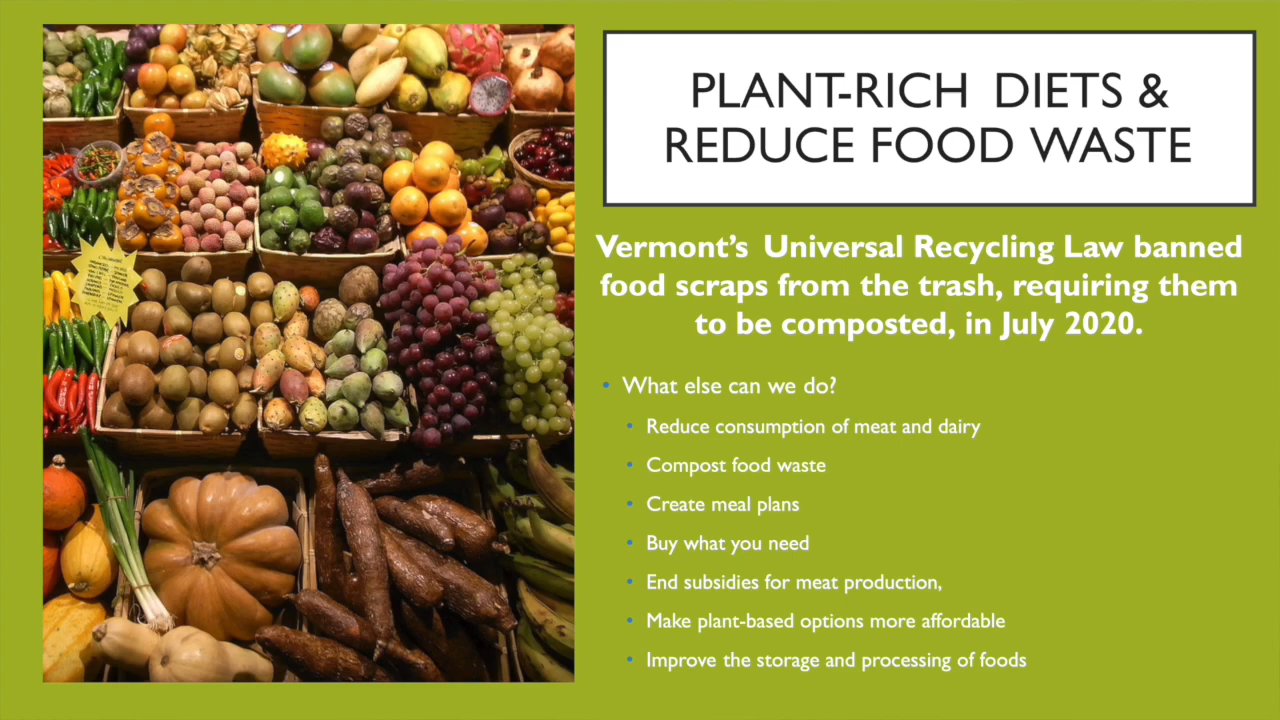 PLANT-RICH DIETS &
REDUCE FOOD WASTE
Vermont's Universal Recycling Law banned
food scraps from the trash, requiring them
to be composted, in July 2020.
• What else can we do?
• Reduce consumption of meat and dairy
• Compost food waste
• Create meal plans
• Buy what you need
• End subsidies for meat production,
• Make plant-based options more affordable
• Improve the storage and processing of foods